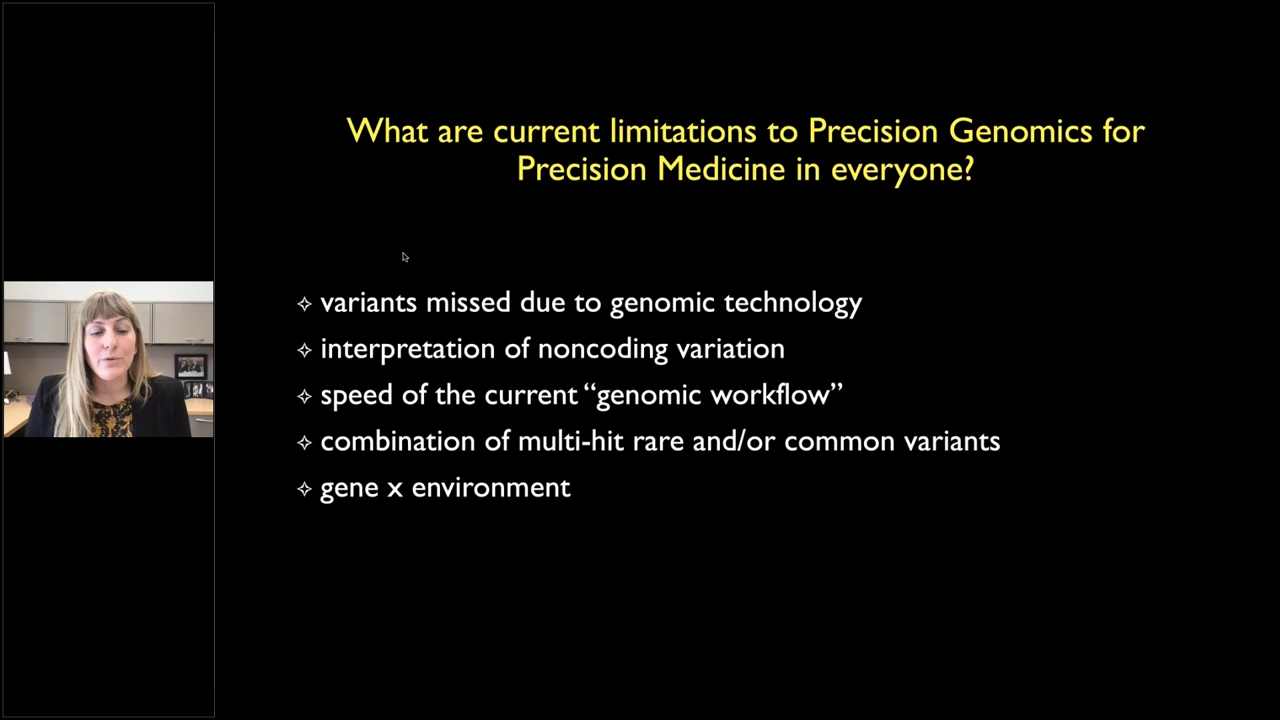 What are current limitations to Precision Genomics for
Precision Medicine in everyone?
variants missed due to genomic technology
interpretation of noncoding variation
speed of the current “genomic workflow”
combination of multi-hit rare and/or common variants
gene x environment